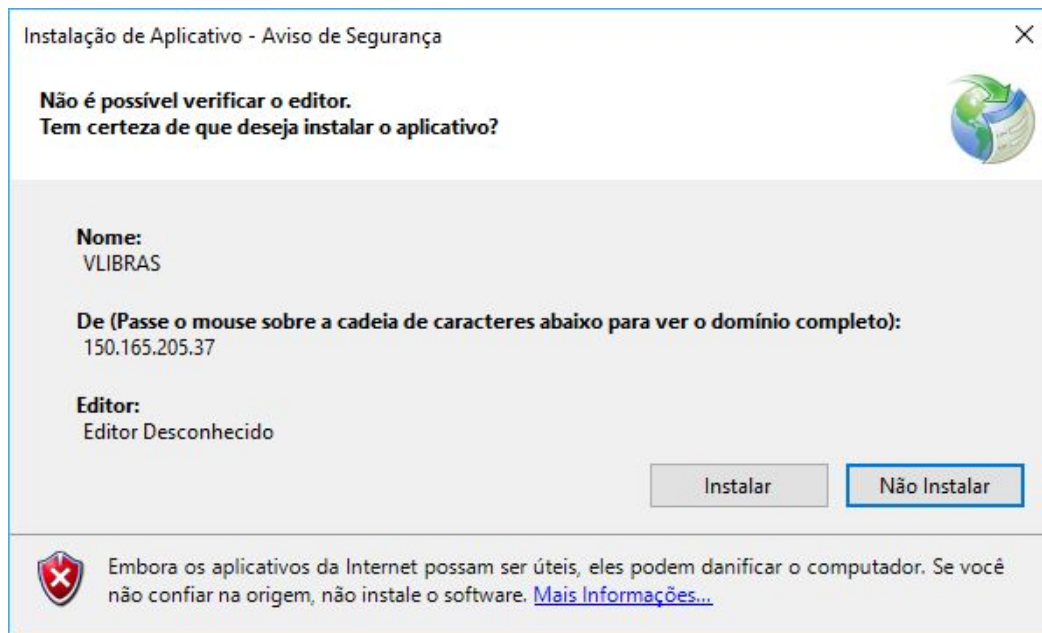 Instalação de Aplicativo - Aviso de Segurança
Não é possível verificar o editor.
Tem certeza de que deseja instalar o aplicativo?
Nome:
VLIBRAS
De (Passe o mouse sobre a cadeia de caracteres abaixo para ver o domínio completo):
150.165.205.37
Editor:
Editor Desconhecido
Instalar
Não Instalar
Embora os aplicativos da Internet possam ser úteis, eles podem danificar o computador. Se você
não confiar na origem, não instale o software. Mais Informações...